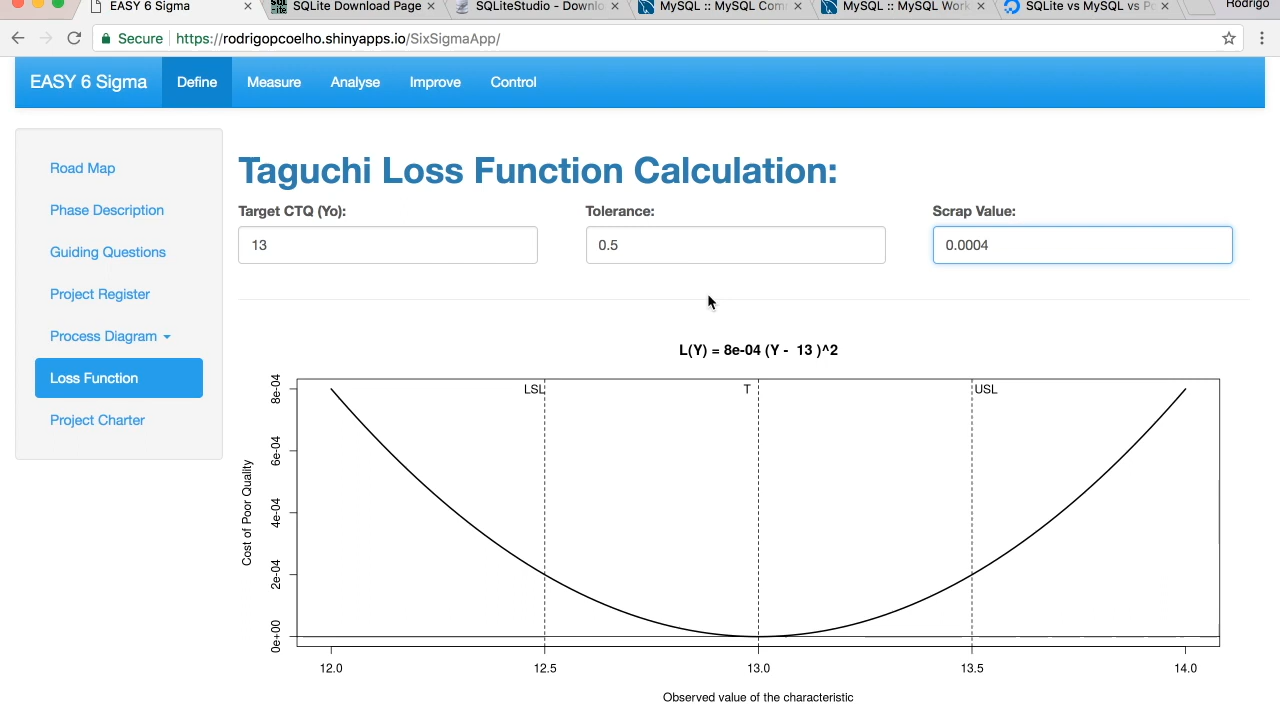 EASY 6 Sigma
SQLite Download Page
SQLiteStudio - Downlo
MySQL :: MySQL Com
MySQL :: MySQL Work
SQLite vs MySQL vs Po
Rodrigo
Secure https://rodrigopcoelho.shinyapps.io/SixSigmaApp/
EASY 6 Sigma Define Measure Analyse Improve Control
Road Map
Phase Description
Guiding Questions
Project Register
Process Diagram
Loss Function
Project Charter
Taguchi Loss Function Calculation:
Target CTQ (Yo): Tolerance: Scrap Value:
13 0.5 0.0004
L(Y) = 8e-04 (Y - 13 )^2
LSL T USL
8e-04
6e-04
4e-04
2e-04
0e+00
Cost of Poor Quality
12.0 12.5 13.0 13.5 14.0
Observed value of the characteristic